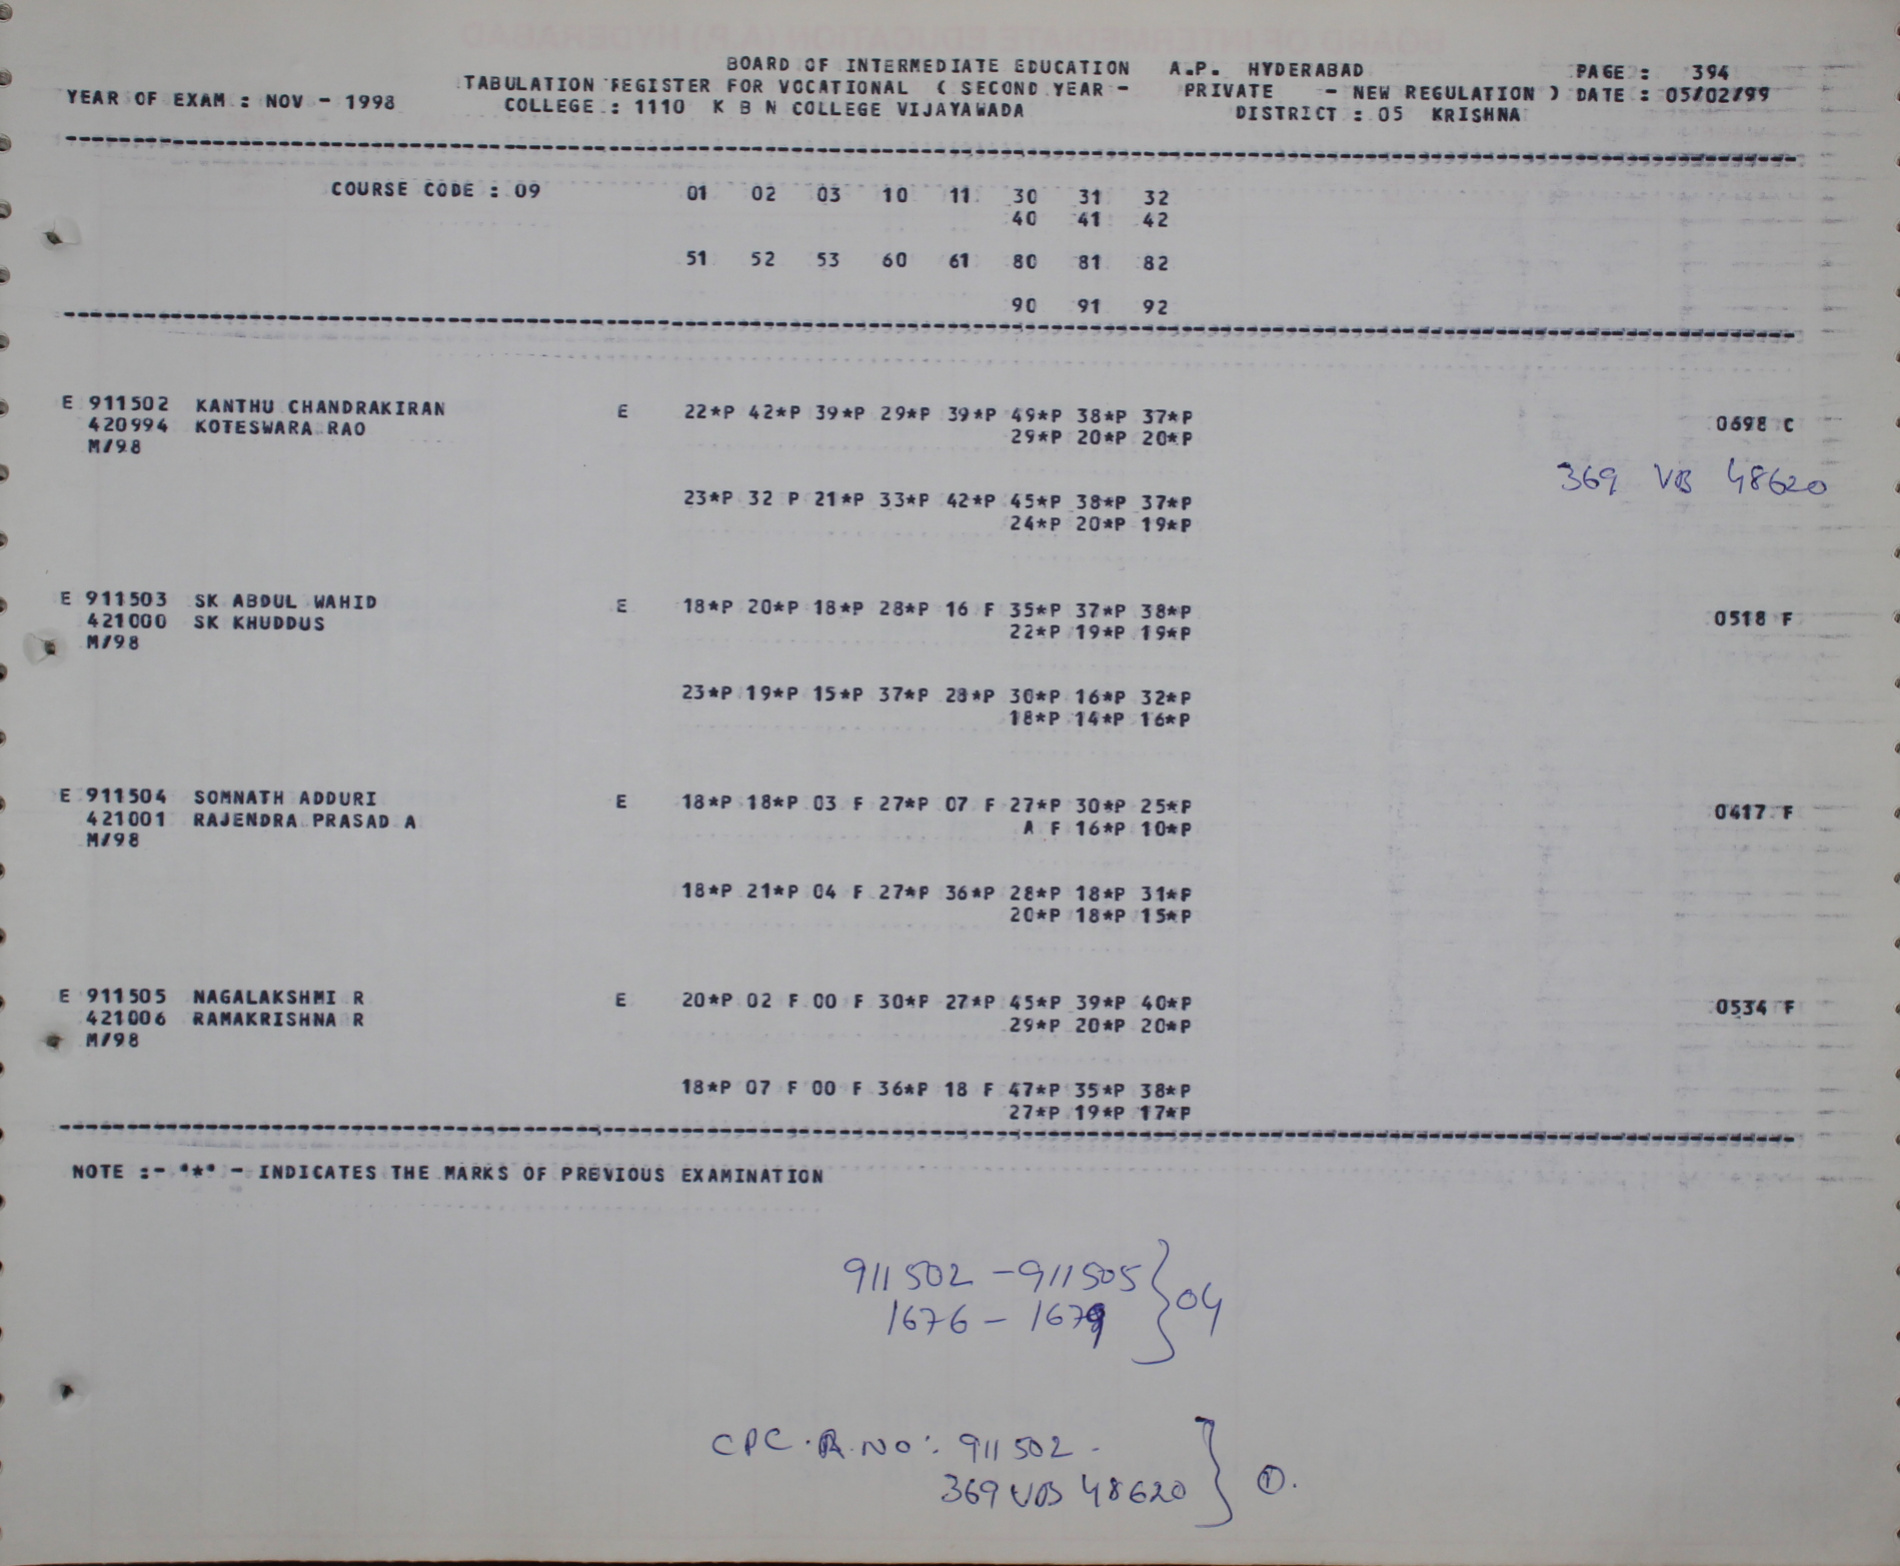 BOARD OF INTERMEDIATE EDUCATION A.P. HYDERABAD PAGE : 394
TABULATION REGISTER FOR VOCATIONAL ( SECOND YEAR - PRIVATE - NEW REGULATION ) DATE : 05/02/99
YEAR OF EXAM : NOV - 1998 COLLEGE : 1110 K B N COLLEGE VIJAYAWADA DISTRICT : 05 KRISHNA
COURSE CODE : 09 01 02 03 10 11 30 31 32
40 41 42
51 52 53 60 61 80 81 82
90 91 92
E 911502 KANTHU CHANDRAKIRAN E 22*P 42*P 39*P 29*P 39*P 49*P 38*P 37*P 0698 C
420994 KOTESWARA RAO 29*P 20*P 20*P
M/98
369 VB 48620
23*P 32 P 21*P 33*P 42*P 45*P 38*P 37*P
24*P 20*P 19*P
E 911503 SK ABDUL WAHID E 18*P 20*P 18*P 28*P 16 F 35*P 37*P 38*P 0518 F
421000 SK KHUDDUS 22*P 19*P 19*P
M/98
23*P 19*P 15*P 37*P 28*P 30*P 16*P 32*P
18*P 14*P 16*P
E 911504 SOMNATH ADDURI E 18*P 18*P 03 F 27*P 07 F 27*P 30*P 25*P 0417 F
421001 RAJENDRA PRASAD A A F 16*P 10*P
M/98
18*P 21*P 04 F 27*P 36*P 28*P 18*P 31*P
20*P 18*P 15*P
E 911505 NAGALAKSHMI R E 20*P 02 F 00 F 30*P 27*P 45*P 39*P 40*P 0534 F
421006 RAMAKRISHNA R 29*P 20*P 20*P
M/98
18*P 07 F 00 F 36*P 18 F 47*P 35*P 38*P
27*P 19*P 17*P
NOTE :- "*" - INDICATES THE MARKS OF PREVIOUS EXAMINATION
911502 - 911505 } 04
1676 - 1679
CPC. R. NO: 911502 -
369 VB 48620 } 1.